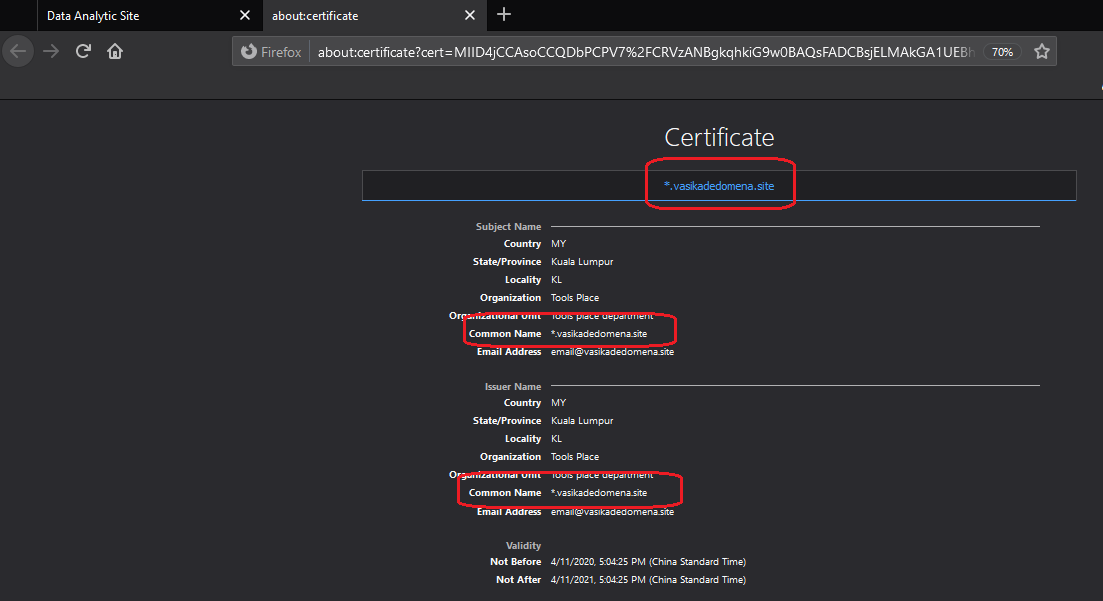 Data Analytic Site
about:certificate
Firefox about:certificate?cert=MIID4jCCAsoCCQDbPCPV7%2FCRVzANBgkqhkiG9w0BAQsFADCBsjELMAkGA1UEBh 70%
Certificate
*.vasikadedomena.site
Subject Name
Country MY
State/Province Kuala Lumpur
Locality KL
Organization Tools Place
Organizational Unit Tools place department
Common Name *.vasikadedomena.site
Email Address email@vasikadedomena.site
Issuer Name
Country MY
State/Province Kuala Lumpur
Locality KL
Organization Tools Place
Organizational Unit Tools place department
Common Name *.vasikadedomena.site
Email Address email@vasikadedomena.site
Validity
Not Before 4/11/2020, 5:04:25 PM (China Standard Time)
Not After 4/11/2021, 5:04:25 PM (China Standard Time)